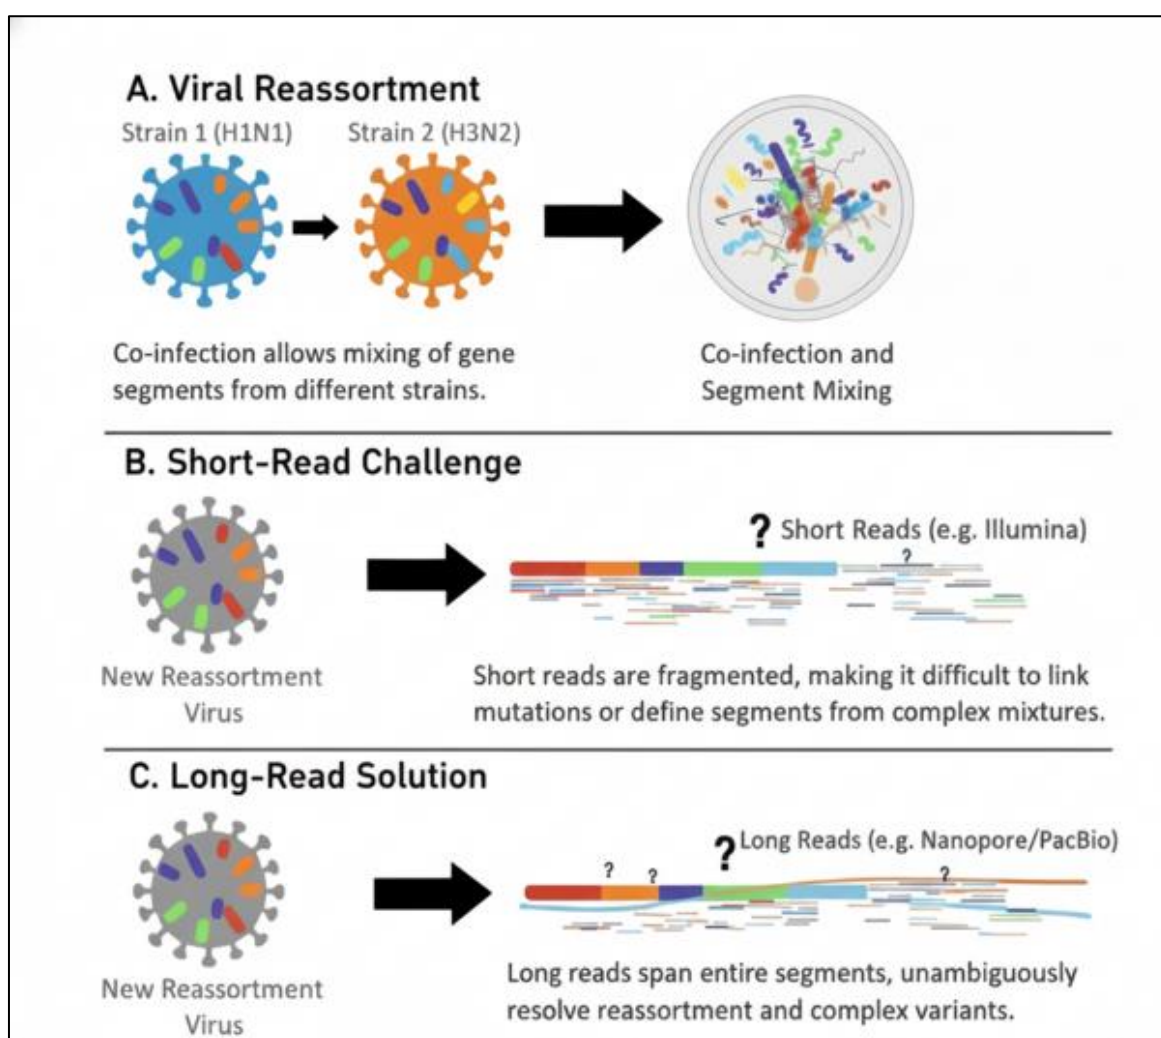 A. Viral Reassortment
Strain 1 (H1N1)
Strain 2 (H3N2)
Co-infection allows mixing of gene
segments from different strains.
Co-infection and
Segment Mixing
B. Short-Read Challenge
? Short Reads (e.g. Illumina)
?
New Reassortment
Virus
Short reads are fragmented, making it difficult to link
mutations or define segments from complex mixtures.
C. Long-Read Solution
? Long Reads (e.g. Nanopore/PacBio)
? ? ?
New Reassortment
Virus
Long reads span entire segments, unambiguously
resolve reassortment and complex variants.